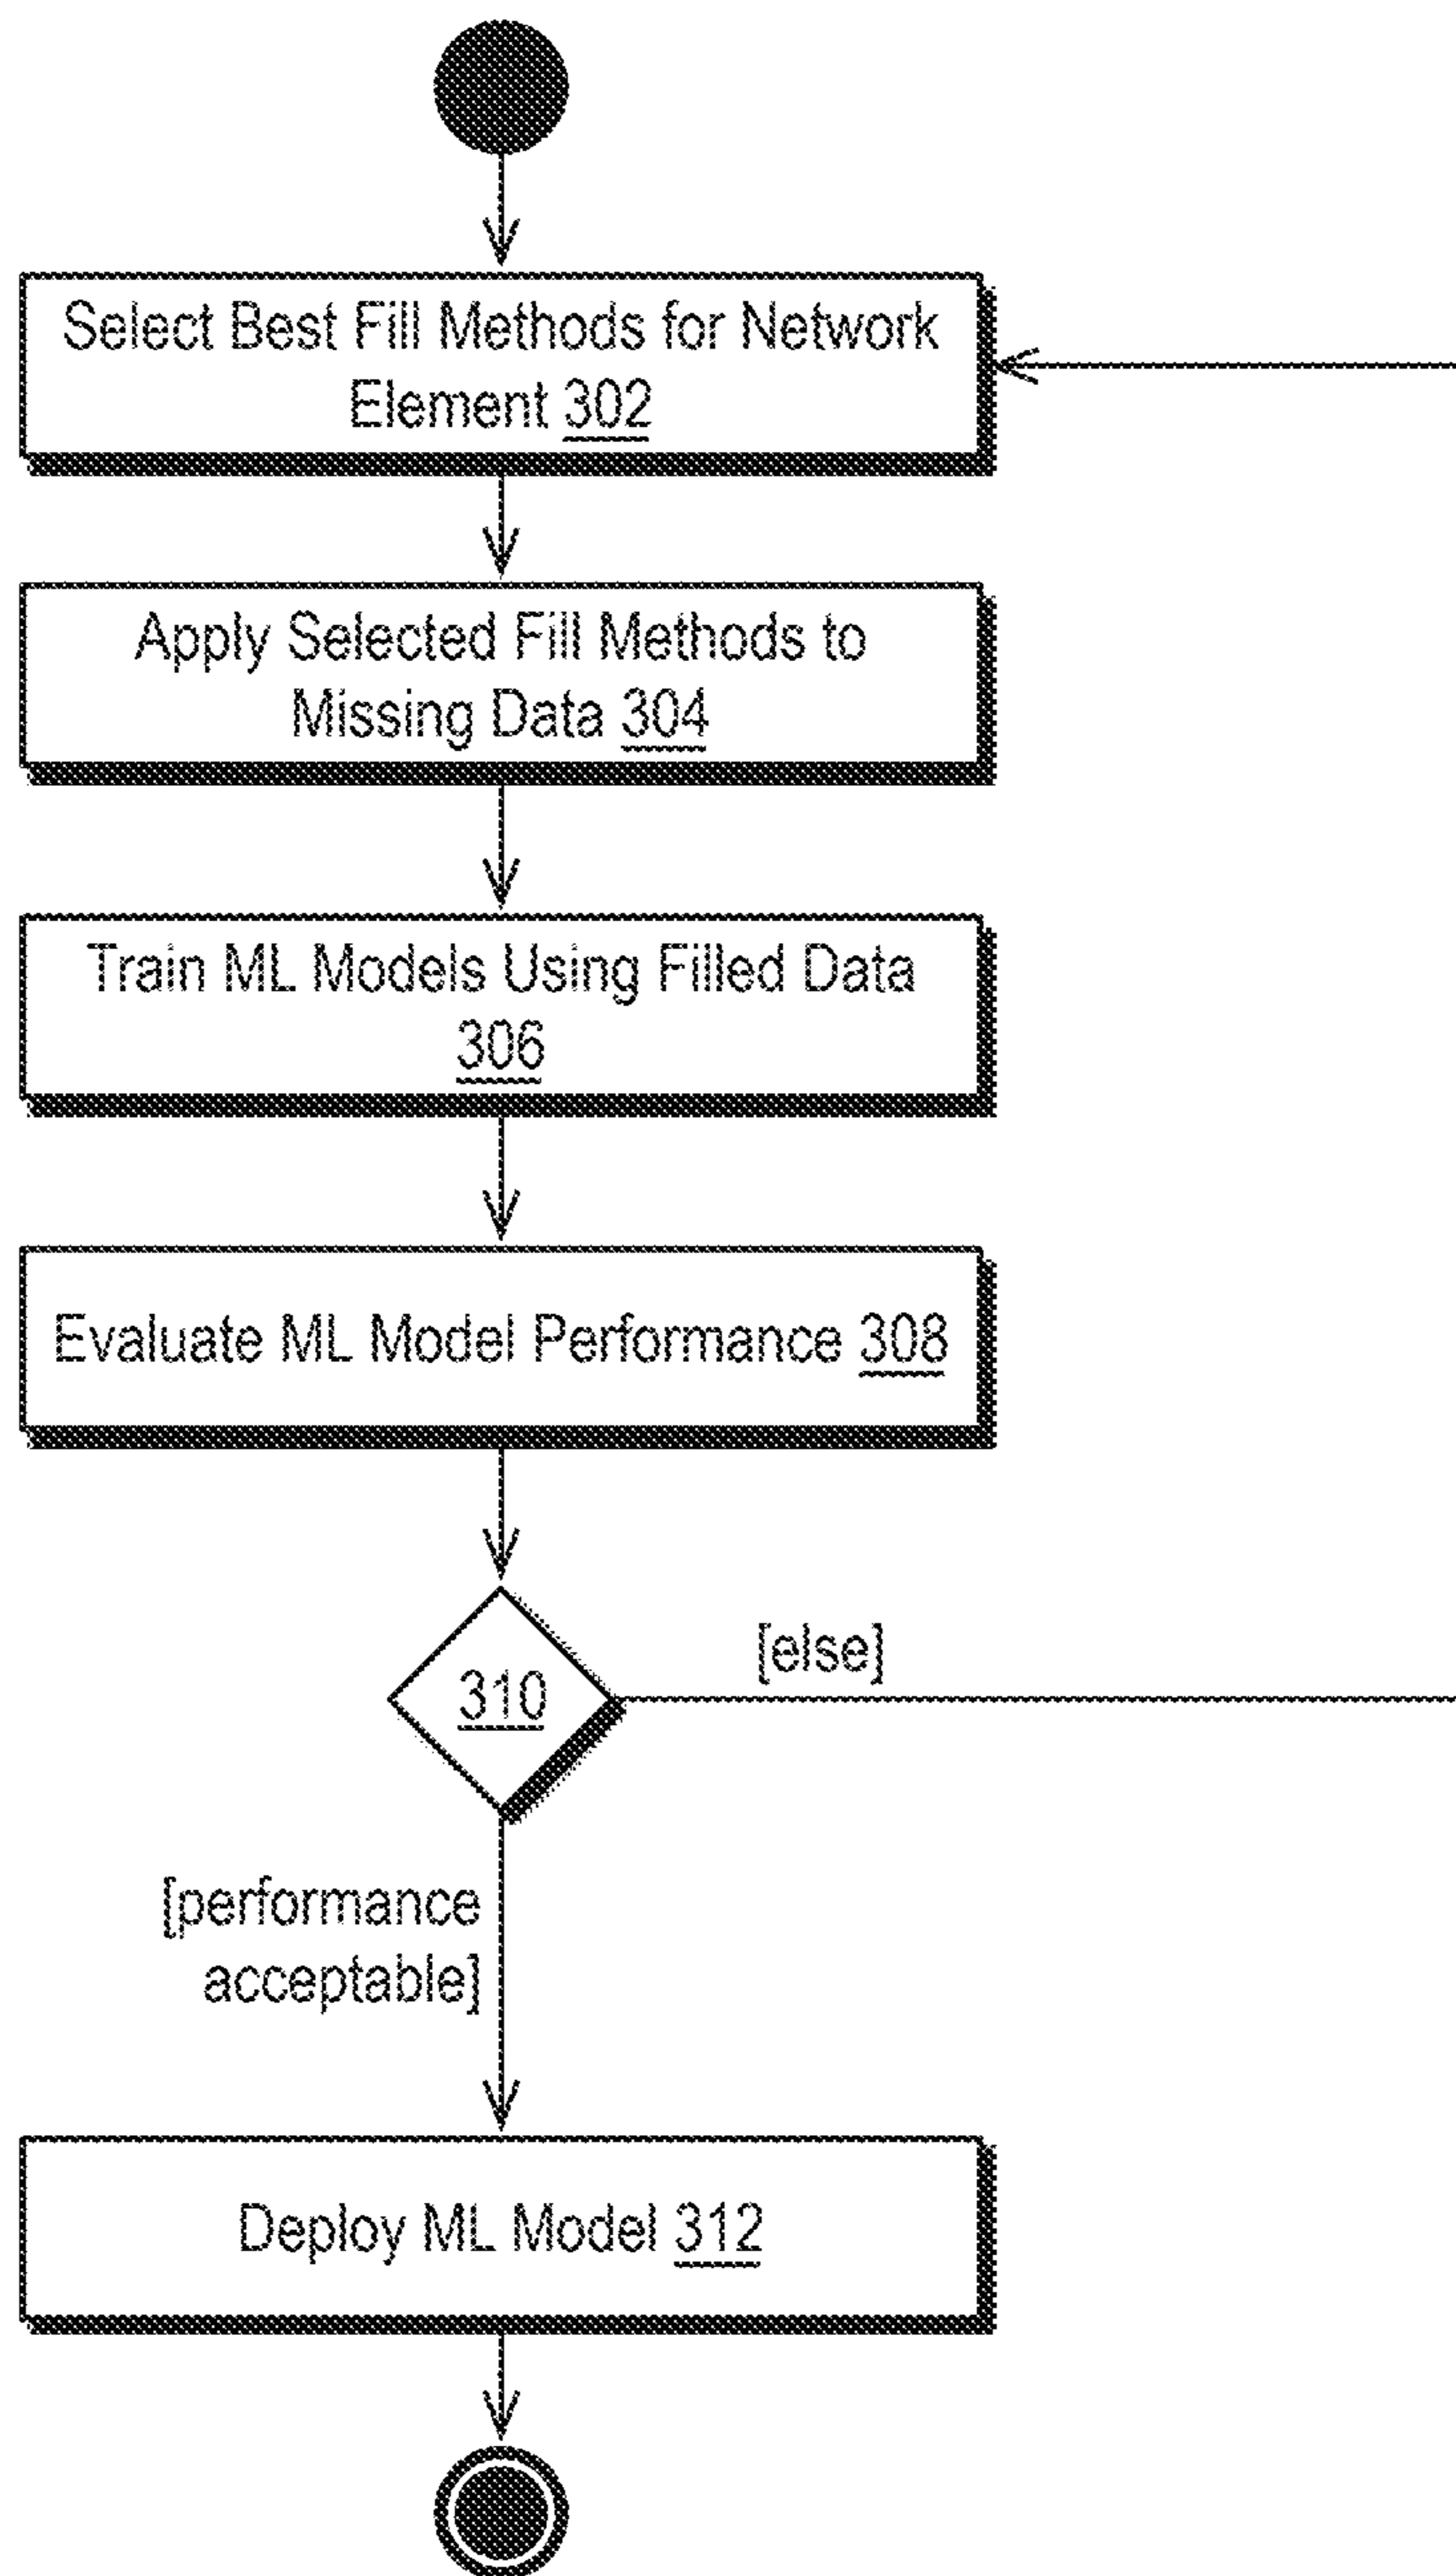 Select Best Fill Methods for Network
Element 302
Apply Selected Fill Methods to
Missing Data 304
Train ML Models Using Filled Data
306
Evaluate ML Model Performance 308
310
[else]
[performance
acceptable]
Deploy ML Model 312